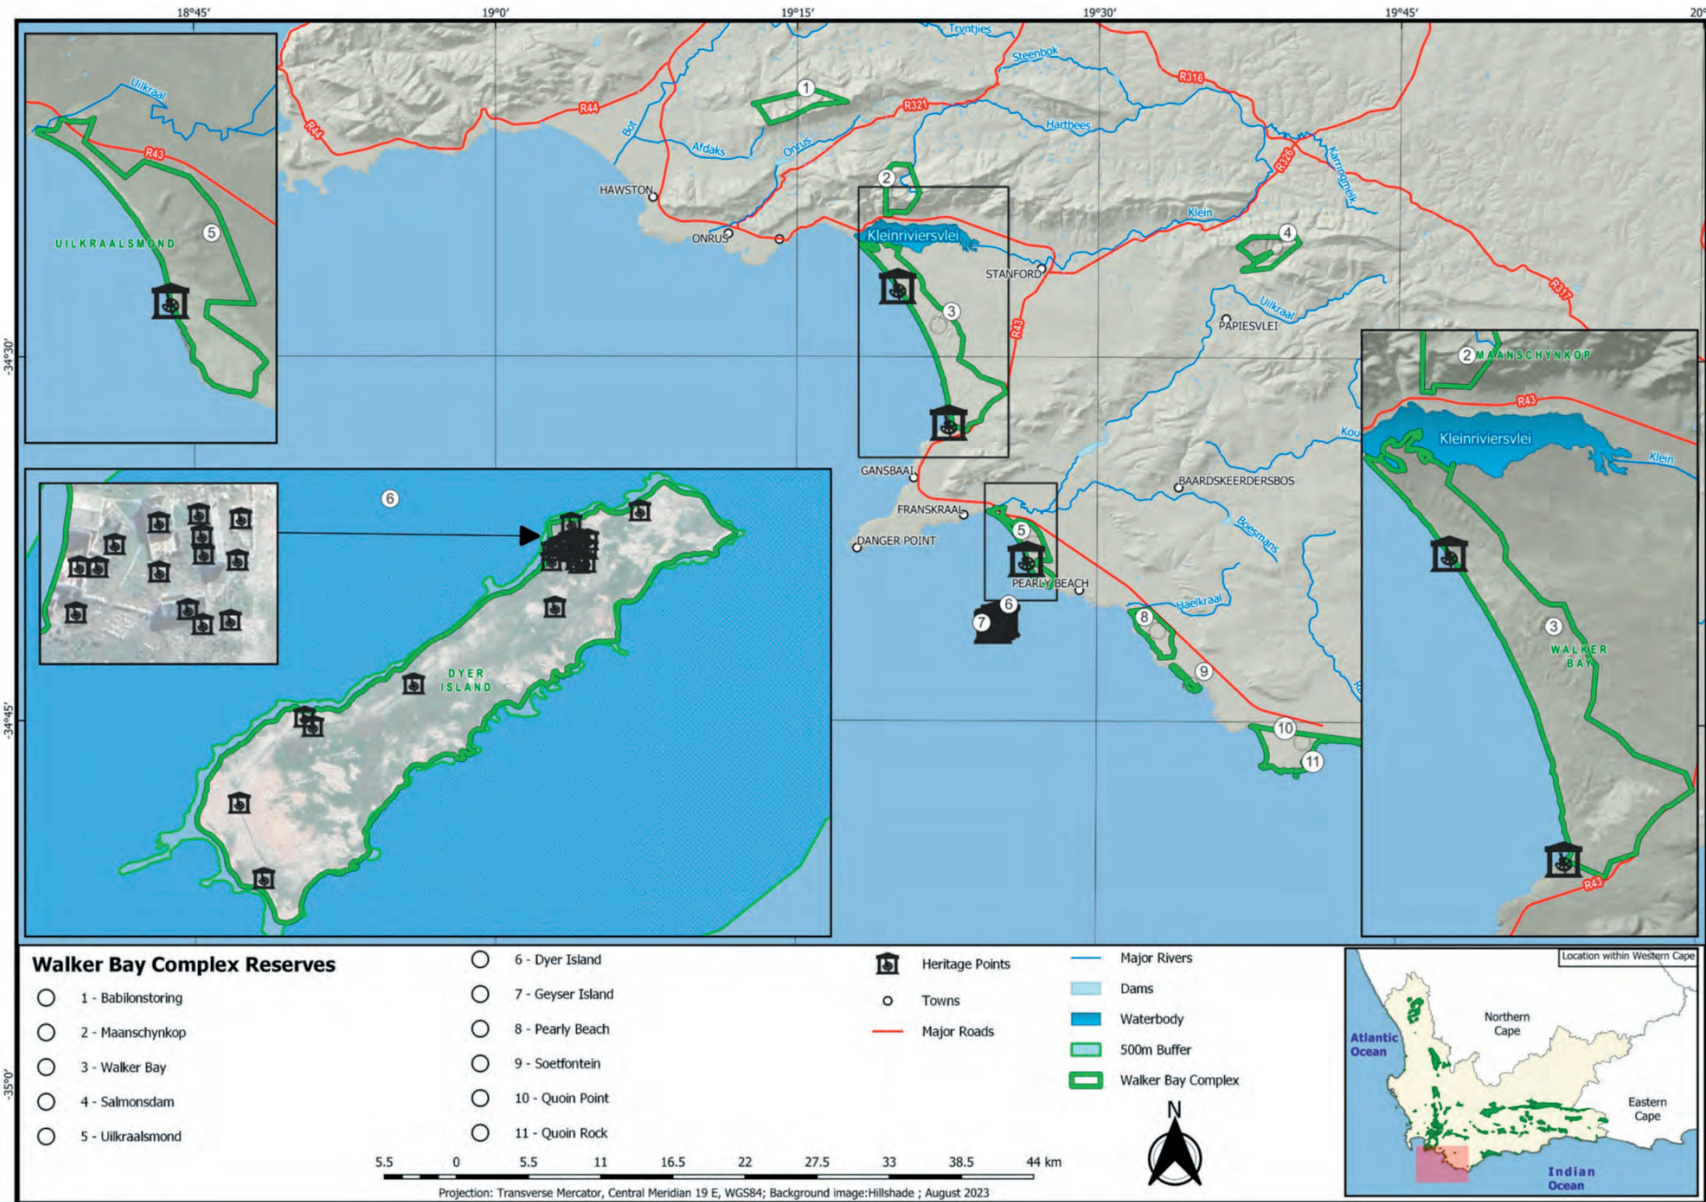 18°45'
19°0'
19°15'
19°30'
19°45'
20°
-34°30'
-34°45'
-35°0'
Uilkraal
R43
UILKRAALSMOND
5
R44
R44
Bot
Afdaks
Onrus
R321
1
Tryntjies
Steenbok
Hartbees
R316
R326
Karringmelk
HAWSTON
ONRUS
2
Kleinriviersvlei
Klein
STANFORD
3
R43
4
Uilkraal
PAPIESVLEI
R317
Kou
GANSBAAI
FRANSKRAAL
DANGER POINT
BAARDSKEERDERSBOS
Boesmans
5
PEARLY BEACH
6
7
Haelkraal
8
9
10
11
6
DYER
ISLAND
2
MAANSCHYNKOP
R43
Kleinriviersvlei
Klein
3
WALKER
BAY
R43
Walker Bay Complex Reserves
1 - Babilonstoring
2 - Maanschynkop
3 - Walker Bay
4 - Salmonsdam
5 - Uilkraalsmond
6 - Dyer Island
7 - Geyser Island
8 - Pearly Beach
9 - Soetfontein
10 - Quoin Point
11 - Quoin Rock
Heritage Points
Towns
Major Roads
Major Rivers
Dams
Waterbody
500m Buffer
Walker Bay Complex
N
5.5 0 5.5 11 16.5 22 27.5 33 38.5 44 km
Projection: Transverse Mercator, Central Meridian 19 E, WGS84; Background image:Hillshade ; August 2023
Location within Western Cape
Northern
Cape
Atlantic
Ocean
Eastern
Cape
Indian
Ocean